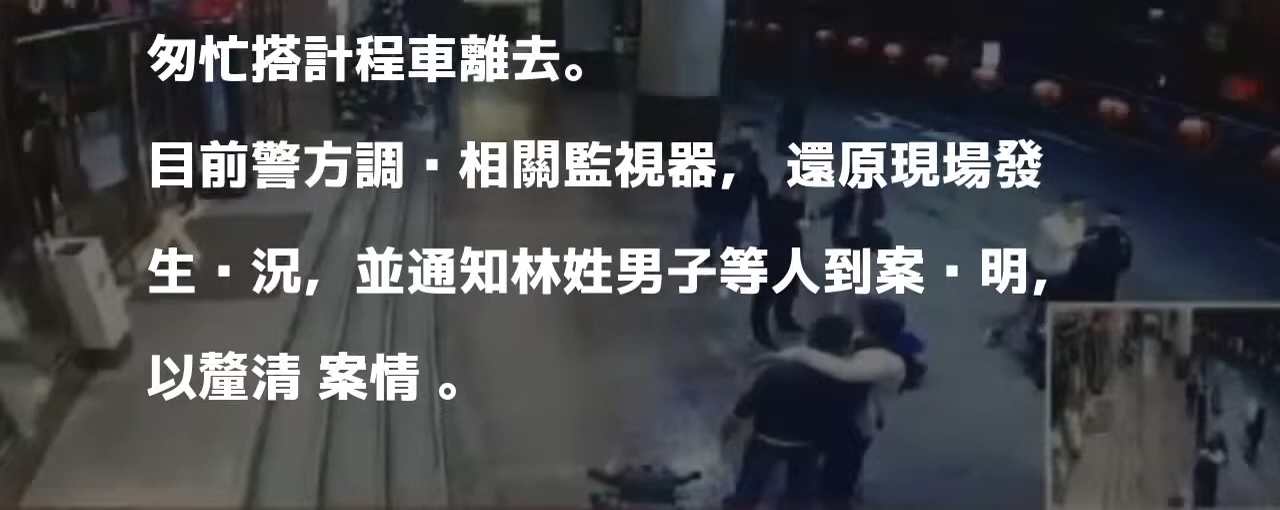 匆忙搭計程車離去。
目前警方調▪相關監視器， 還原現場發
生▪況，並通知林姓男子等人到案▪明，
以釐清 案情 。